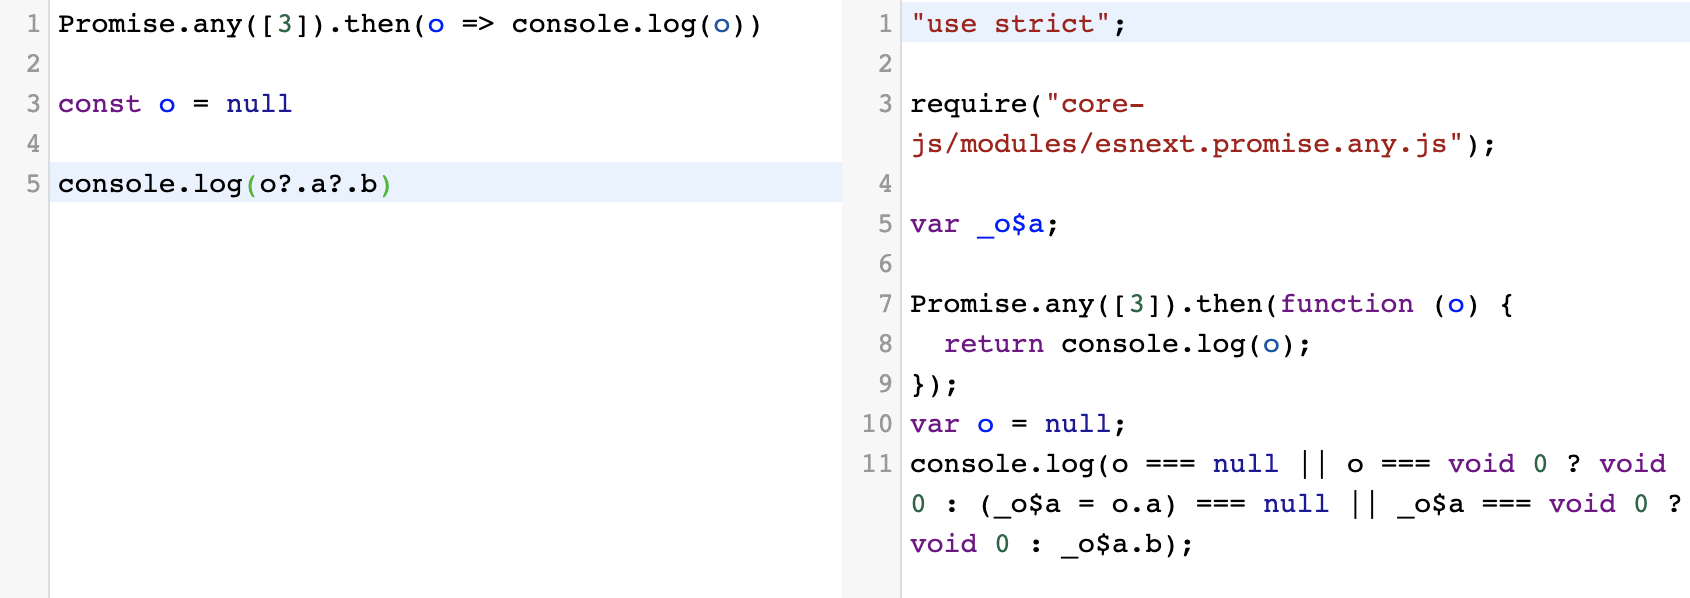 1 Promise.any([3]).then(o => console.log(o))
2
3 const o = null
4
5 console.log(o?.a?.b)
1 "use strict";
2
3 require("core-
js/modules/esnext.promise.any.js");
4
5 var _o$a;
6
7 Promise.any([3]).then(function (o) {
8   return console.log(o);
9 });
10 var o = null;
11 console.log(o === null || o === void 0 ? void
0 : (_o$a = o.a) === null || _o$a === void 0 ?
void 0 : _o$a.b);